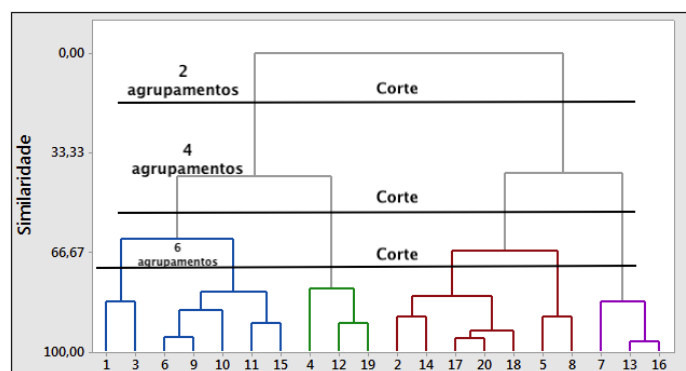 0,00
2
agrupamentos
Corte
33,33
4
agrupamentos
Corte
Similaridade
66,67
6
agrupamentos
Corte
100,00
1 3 6 9 10 11 15 4 12 19 2 14 17 20 18 5 8 7 13 16